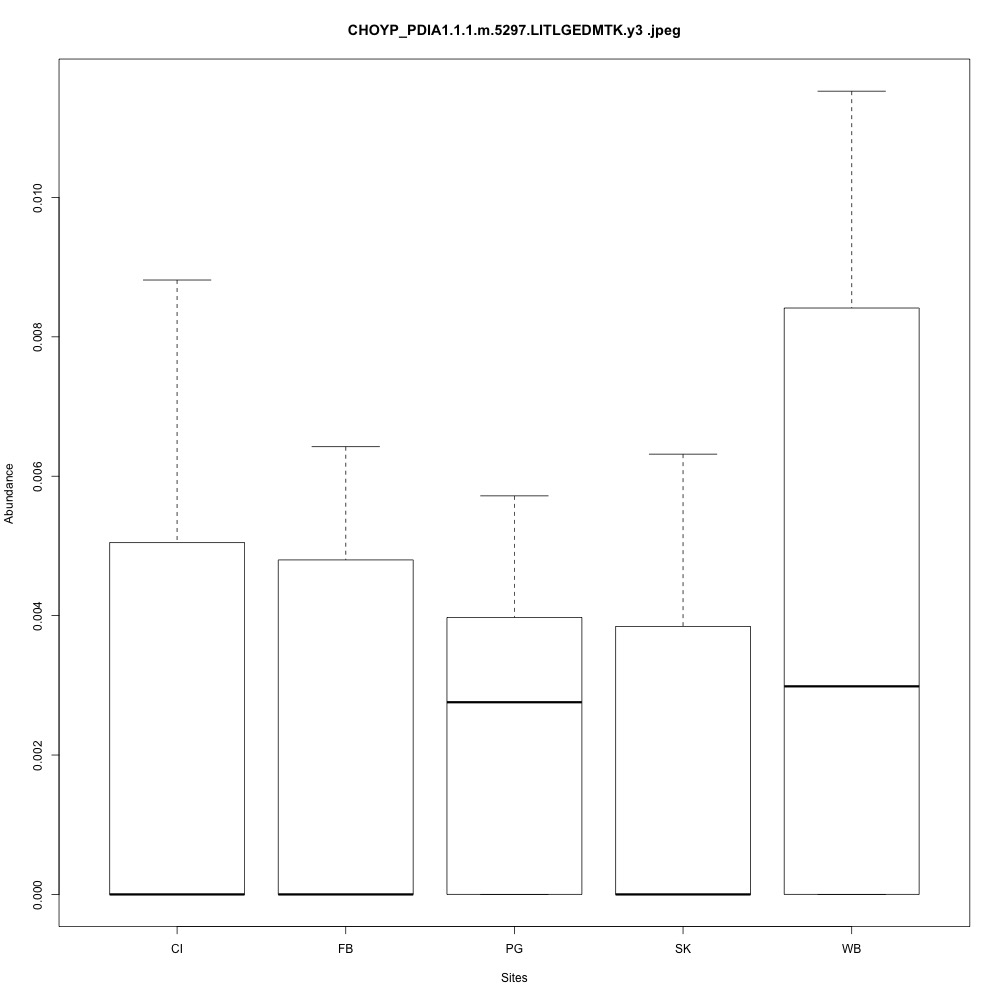 CHOYP_PDIA1.1.1.m.5297.LITLGEDMTK.y3 .jpeg
Abundance
0.010
0.008
0.006
0.004
0.002
0.000
CI FB PG SK WB
Sites